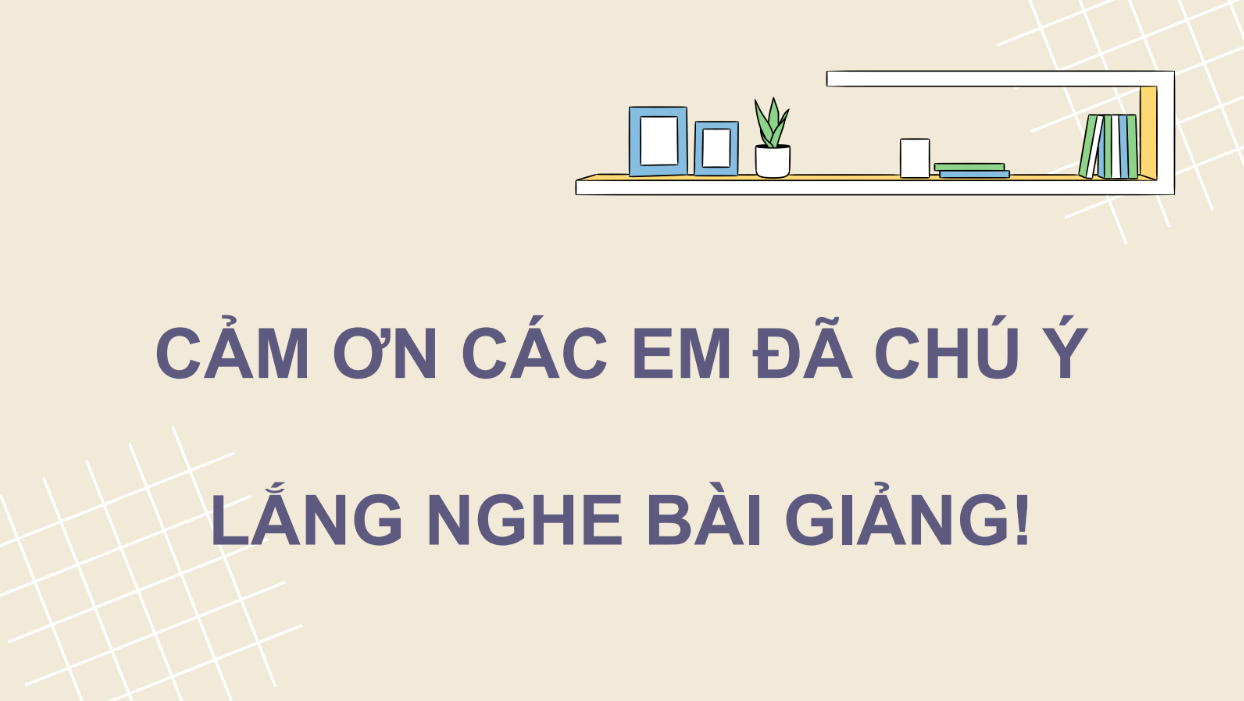 CẢM ƠN CÁC EM ĐÃ CHÚ Ý
LẮNG NGHE BÀI GIẢNG!